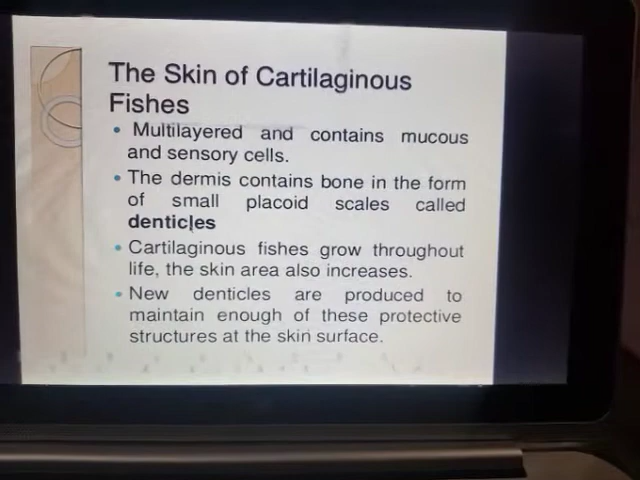 The Skin of Cartilaginous
Fishes
• Multilayered and contains mucous
and sensory cells.
• The dermis contains bone in the form
of small placoid scales called
denticles
• Cartilaginous fishes grow throughout
life, the skin area also increases.
• New denticles are produced to
maintain enough of these protective
structures at the skin surface.